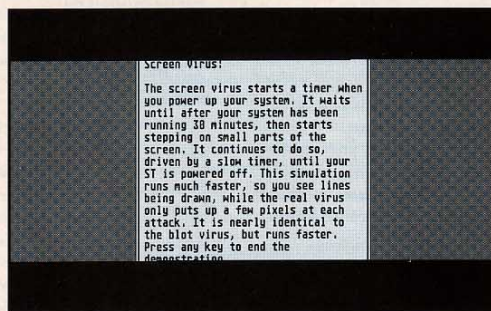 Screen Virus!
The screen virus starts a timer when
you power up your system. It waits
until after your system has been
running 30 minutes, then starts
stepping on small parts of the
screen. It continues to do so,
driven by a slow timer, until your
ST is powered off. This simulation
runs much faster, so you see lines
being drawn, while the real virus
only puts up a few pixels at each
attack. It is nearly identical to
the blot virus, but runs faster.
Press any key to end the
demonstration